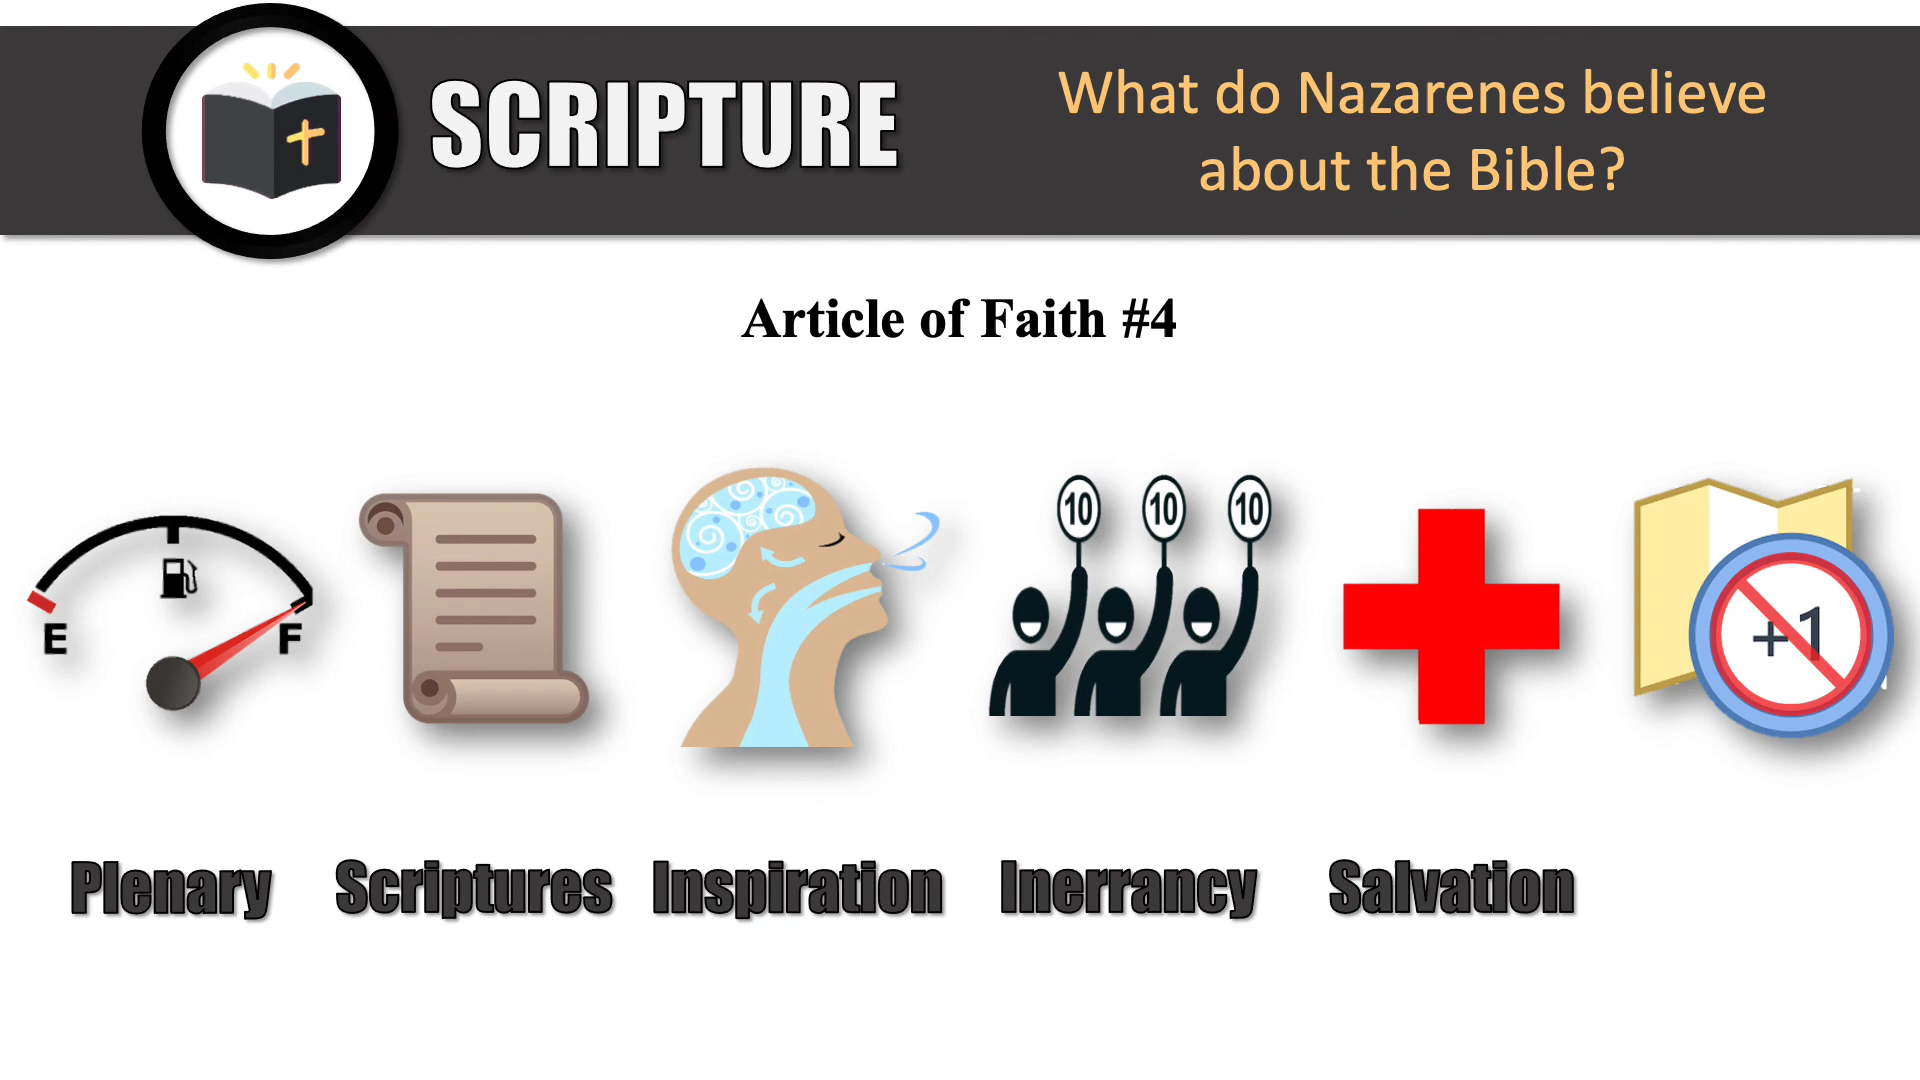 SCRIPTURE
What do Nazarenes believe
about the Bible?
Article of Faith #4
E
F
10 10 10
+1
Plenary Scriptures Inspiration Inerrancy Salvation